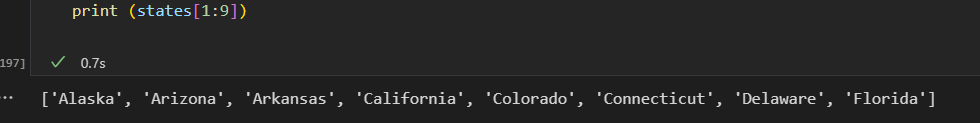 print (states[1:9])
197]
0.7s
['Alaska', 'Arizona', 'Arkansas', 'California', 'Colorado', 'Connecticut', 'Delaware', 'Florida']